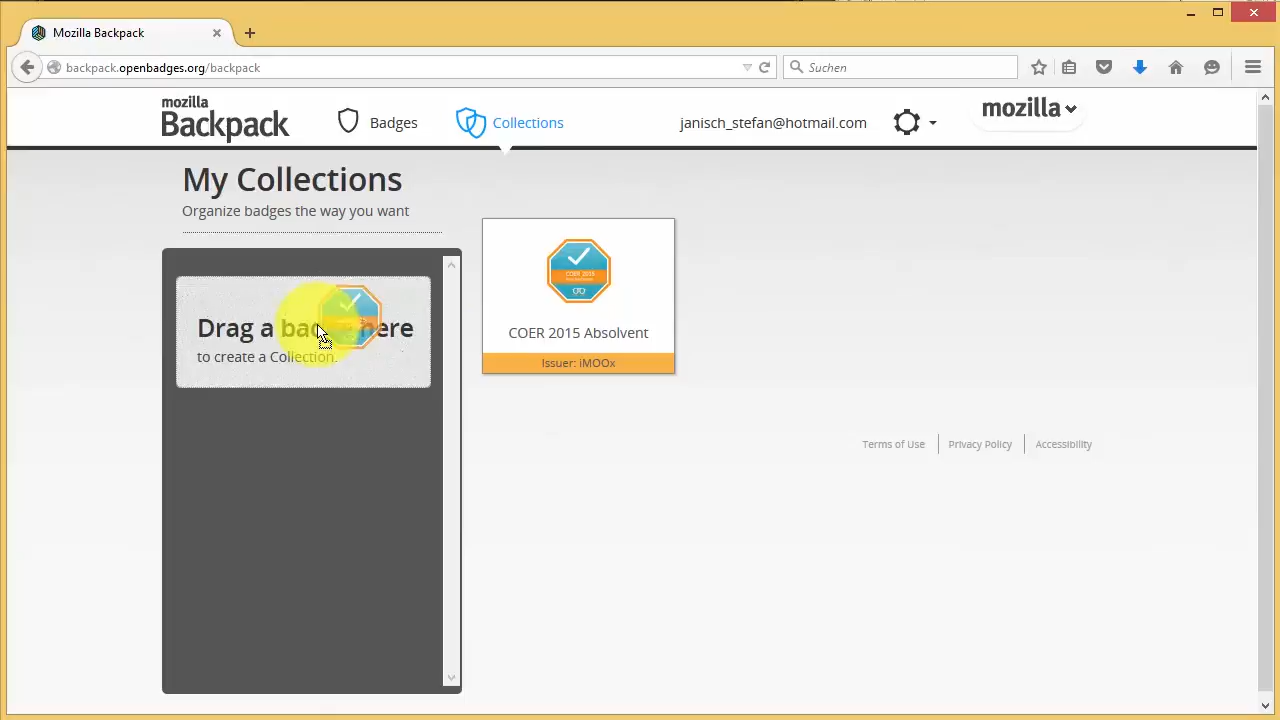 Mozilla Backpack
backpack.openbadges.org/backpack
Suchen
mozilla
Backpack
Badges
Collections
janisch_stefan@hotmail.com
mozilla
My Collections
Organize badges the way you want
Drag a badge here
to create a Collection.
COER 2015
COER 2015 Absolvent
Issuer: iMOOx
Terms of Use
Privacy Policy
Accessibility